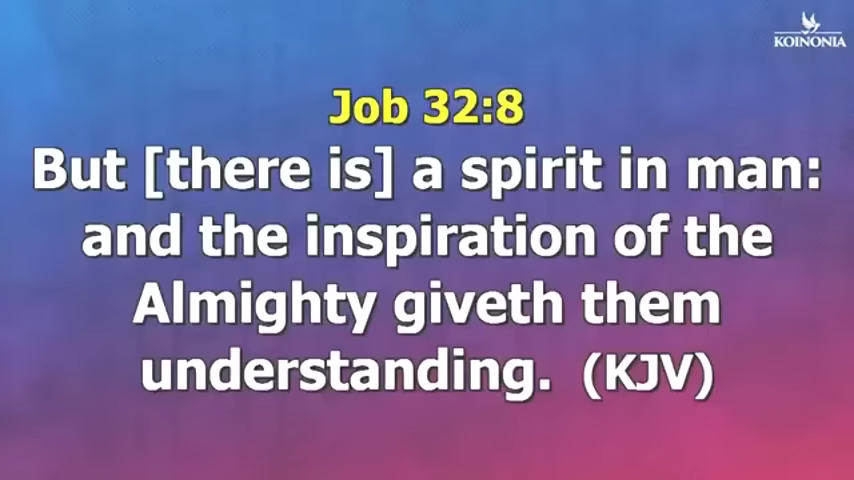 KOINONIA
Job 32:8
But [there is] a spirit in man:
and the inspiration of the
Almighty giveth them
understanding. (KJV)